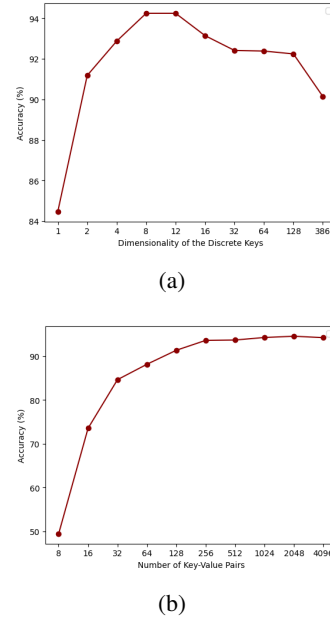 94
92
90
88
86
84
Accuracy (%)
1 2 4 8 12 16 32 64 128 386
Dimensionality of the Discrete Keys
(a)
90
80
70
60
50
Accuracy (%)
8 16 32 64 128 256 512 1024 2048 4096
Number of Key-Value Pairs
(b)